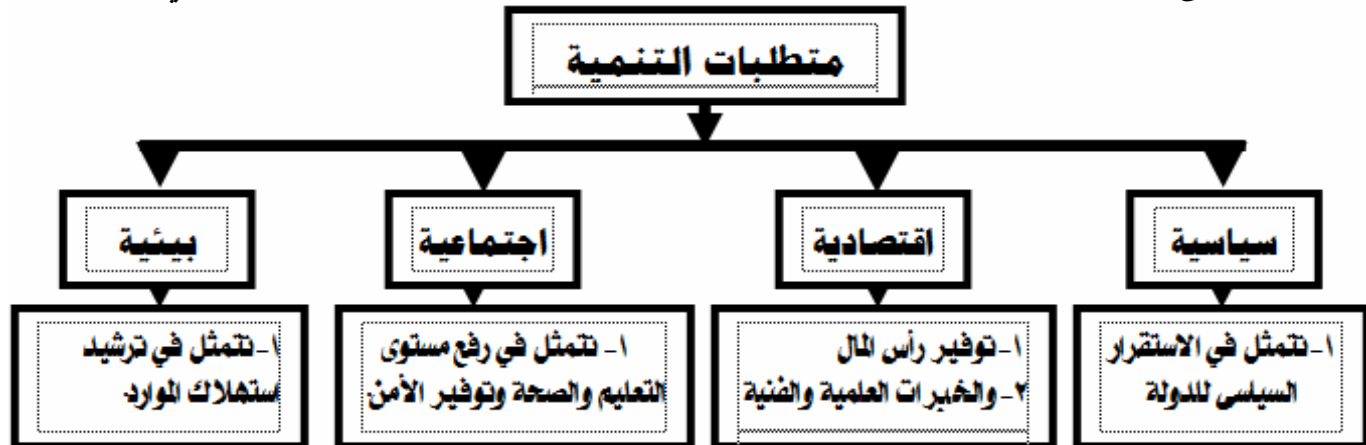 متطلبات التنمية
سياسية
اقتصادية
اجتماعية
بيئية
١- تتمثل في الاستقرار
السياسى للدولة
١- توفير رأس المال
٢- والخبرات العلمية والفنية
١- تتمثل في رفع مستوى
التعليم والصحة وتوفير الأمن.
١- تتمثل في ترشيد
استهلاك الموارد.